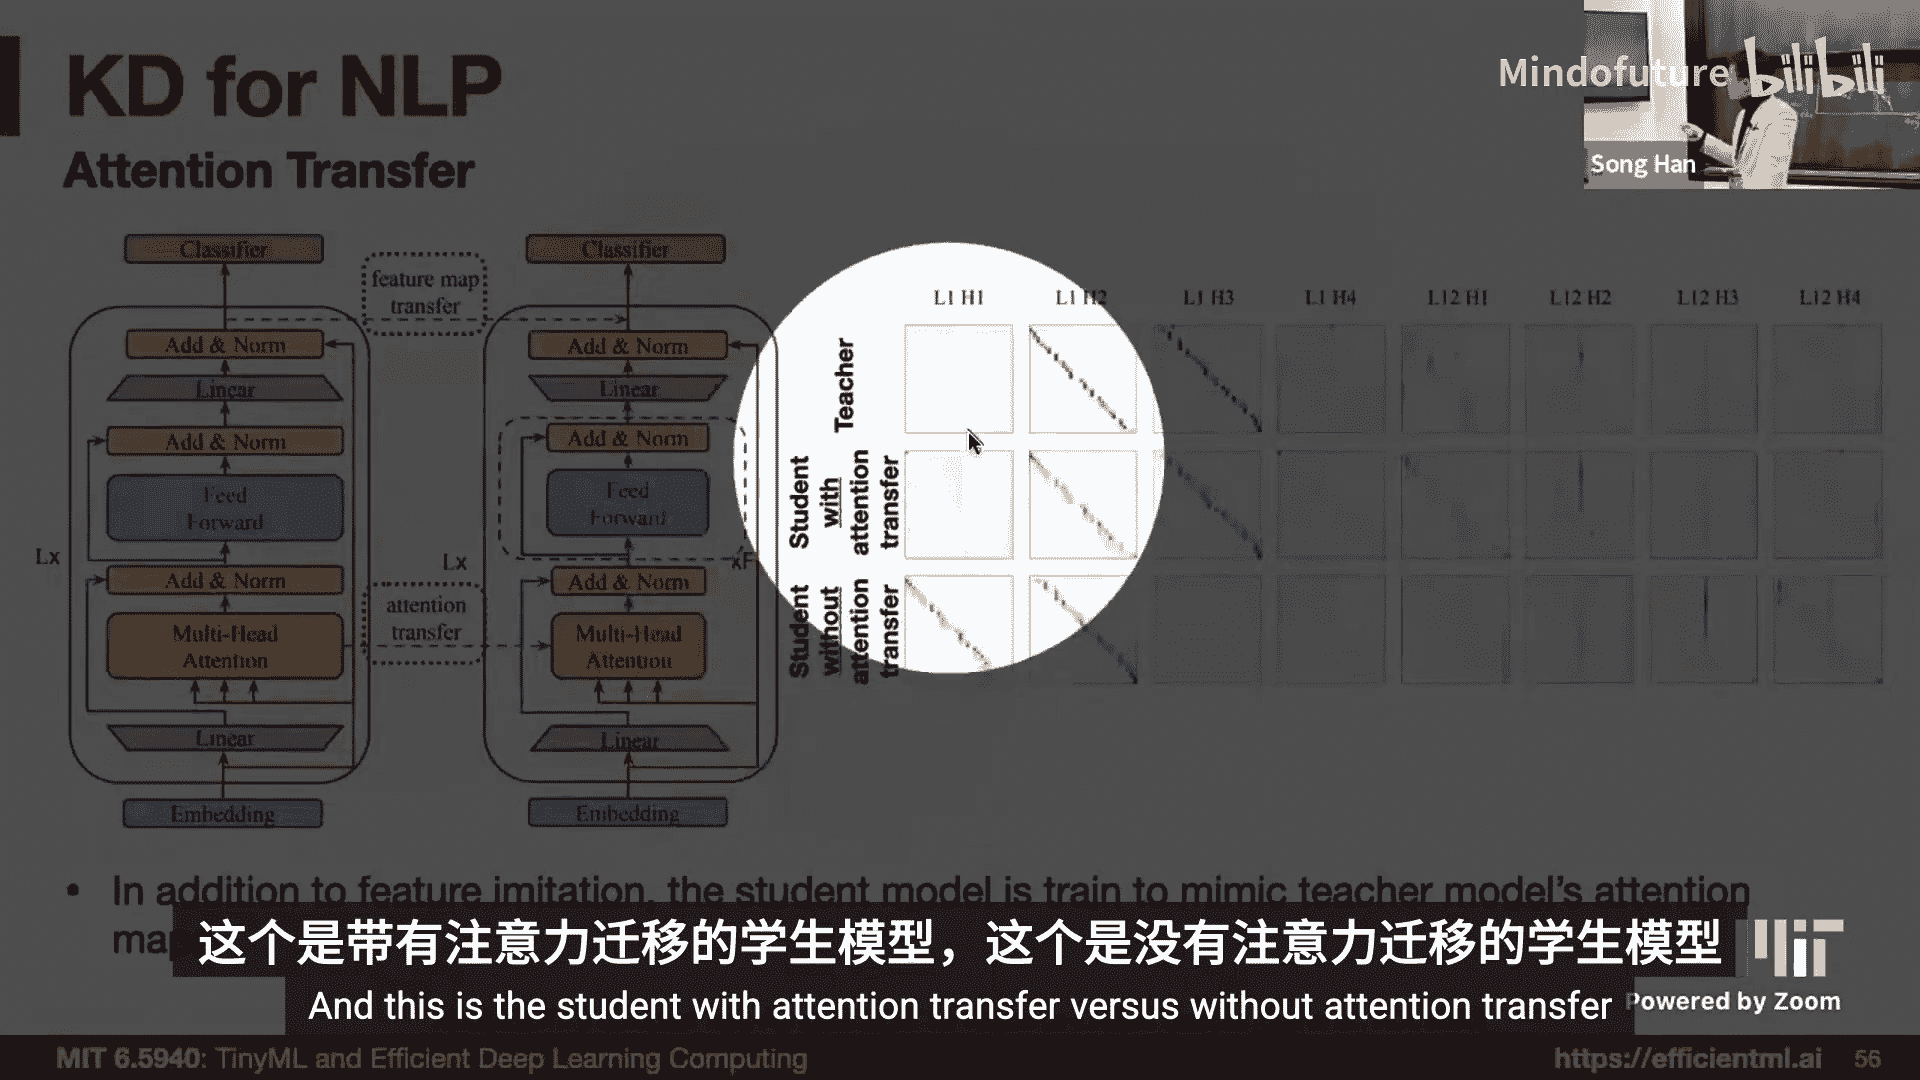 KD for NLP
Attention Transfer
Mindofuture bilibili
Song Han
Classifier
Add & Norm
Linear
Add & Norm
Feed
Forward
Add & Norm
Multi-Head
Attention
Linear
Embedding
Lx
feature map
transfer
attention
transfer
Classifier
Add & Norm
Linear
Add & Norm
Feed
Forward
xF
Add & Norm
Multi-Head
Attention
Linear
Embedding
Lx
L1 H1 L1 H2 L1 H3 L1 H4 L12 H1 L12 H2 L12 H3 L12 H4
Teacher
Student
with
attention
transfer
Student
without
attention
transfer
• In addition to feature imitation, the student model is train to mimic teacher model's attention
这个是带有注意力迁移的学生模型，这个是没有注意力迁移的学生模型
And this is the student with attention transfer versus without attention transfer
MIT
Powered by Zoom
MIT 6.5940: TinyML and Efficient Deep Learning Computing
https://efficientml.ai 56